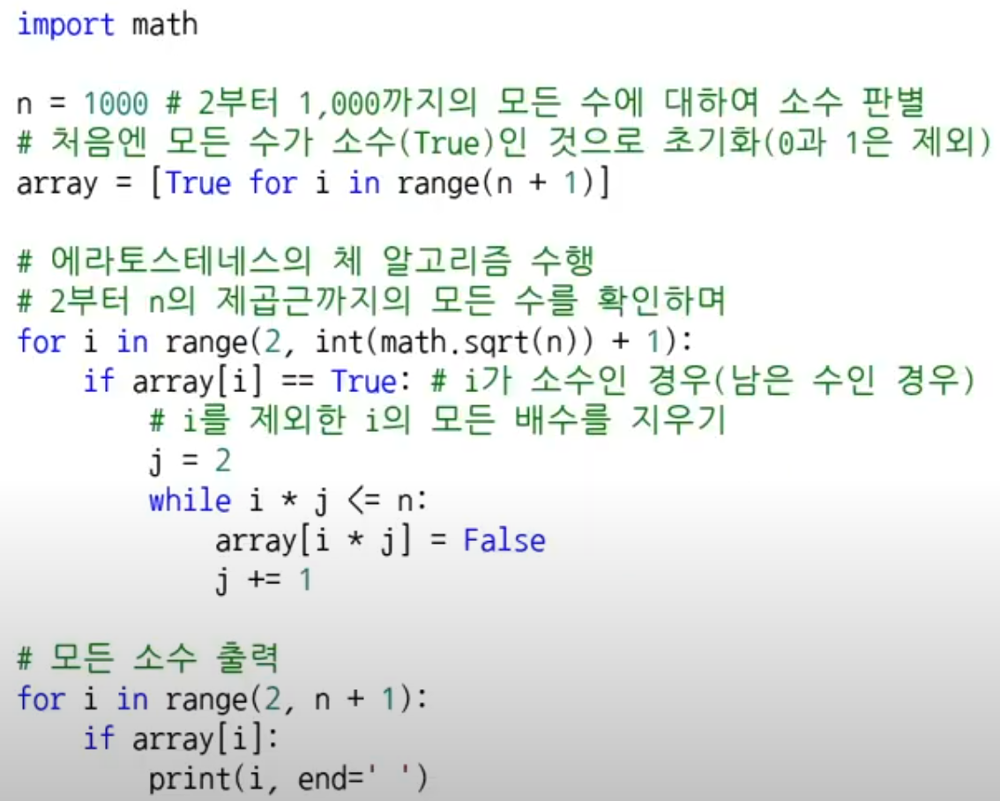 import math

n = 1000 # 2부터 1,000까지의 모든 수에 대하여 소수 판별
# 처음엔 모든 수가 소수(True)인 것으로 초기화(0과 1은 제외)
array = [True for i in range(n + 1)]

# 에라토스테네스의 체 알고리즘 수행
# 2부터 n의 제곱근까지의 모든 수를 확인하며
for i in range(2, int(math.sqrt(n)) + 1):
    if array[i] == True: # i가 소수인 경우(남은 수인 경우)
        # i를 제외한 i의 모든 배수를 지우기
        j = 2
        while i * j <= n:
            array[i * j] = False
            j += 1

# 모든 소수 출력
for i in range(2, n + 1):
    if array[i]:
        print(i, end=' ')